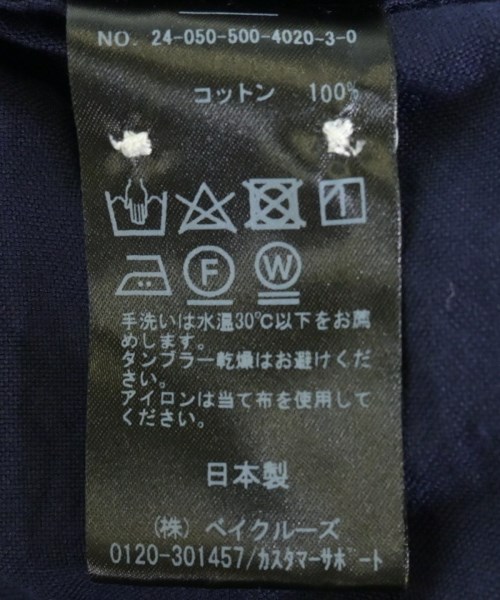 NO. 24-050-500-4020-3-0
コットン 100%
F
W
手洗いは水温30℃以下をお薦
めします。
タンブラー乾燥はお避けくだ
さい。
アイロンは当て布を使用して
ください。
日本製
(株) ベイクルーズ
0120-301457/カスタマーサポート